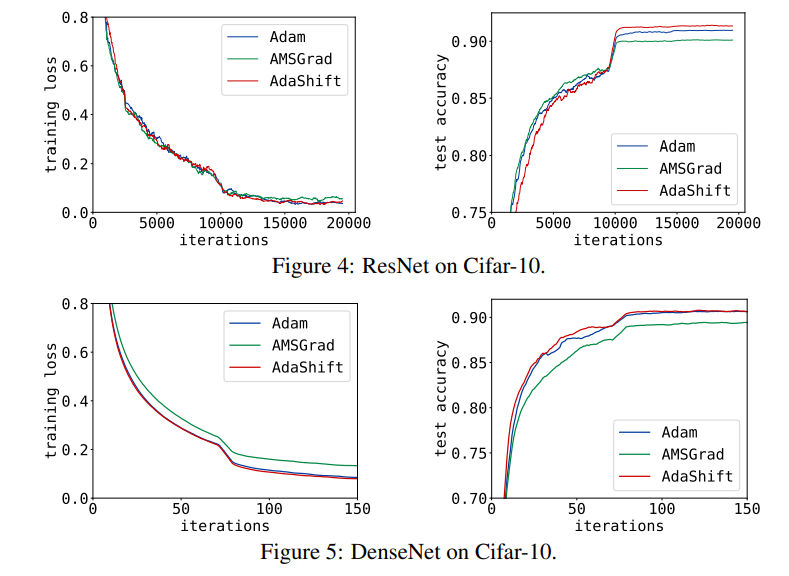 0.8
0.6
0.4
0.2
0.0
training loss
0 5000 10000 15000 20000
iterations
Adam
AMSGrad
AdaShift
0.90
0.85
0.80
0.75
test accuracy
0 5000 10000 15000 20000
iterations
Adam
AMSGrad
AdaShift
Figure 4: ResNet on Cifar-10.
0.8
0.6
0.4
0.2
0.0
training loss
0 50 100 150
iterations
Adam
AMSGrad
AdaShift
0.90
0.85
0.80
0.75
0.70
test accuracy
0 50 100 150
iterations
Adam
AMSGrad
AdaShift
Figure 5: DenseNet on Cifar-10.